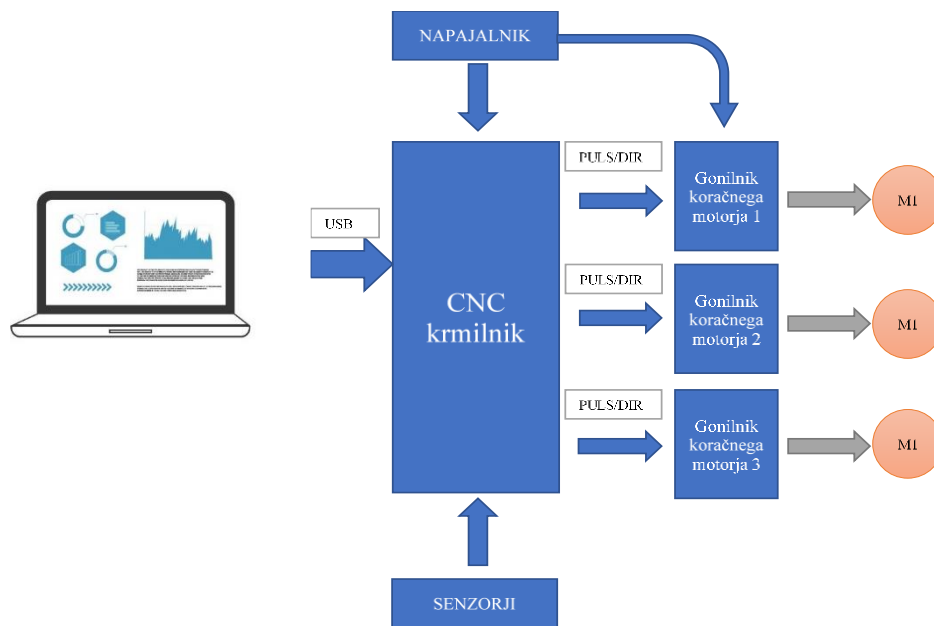 NAPAJALNIK
PULS/DIR
Gonilnik
koračnega
motorja 1
M1
USB
CNC
krmilnik
PULS/DIR
Gonilnik
koračnega
motorja 2
M1
PULS/DIR
Gonilnik
koračnega
motorja 3
M1
SENZORJI